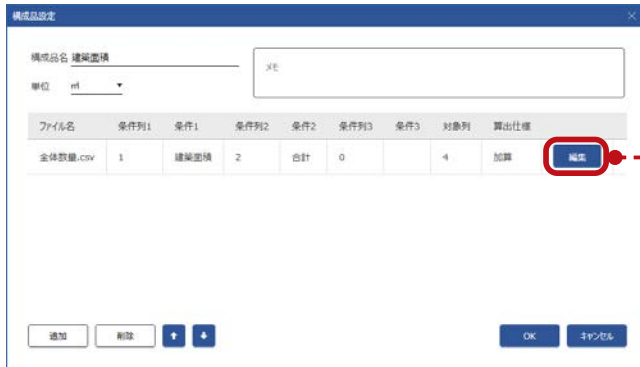 構成品設定
構成品名 建築面積
メモ
単位 ㎡
ファイル名 条件列1 条件1 条件列2 条件2 条件列3 条件3 対象列 算出仕様
全体数量.csv 1 建築面積 2 合計 0 4 加算 編集
追加 削除 OK キャンセル